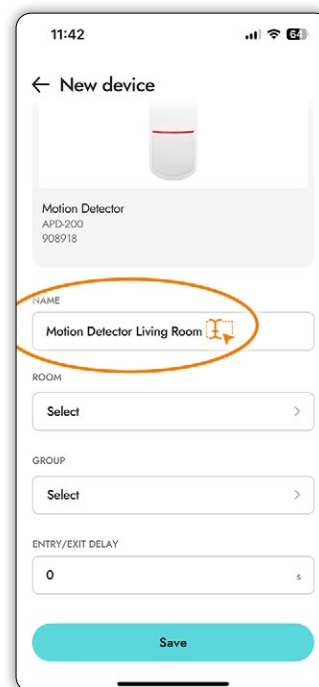 11:42
64
← New device
Motion Detector
APD-200
908918
NAME
Motion Detector Living Room
ROOM
Select
GROUP
Select
ENTRY/EXIT DELAY
0 s
Save